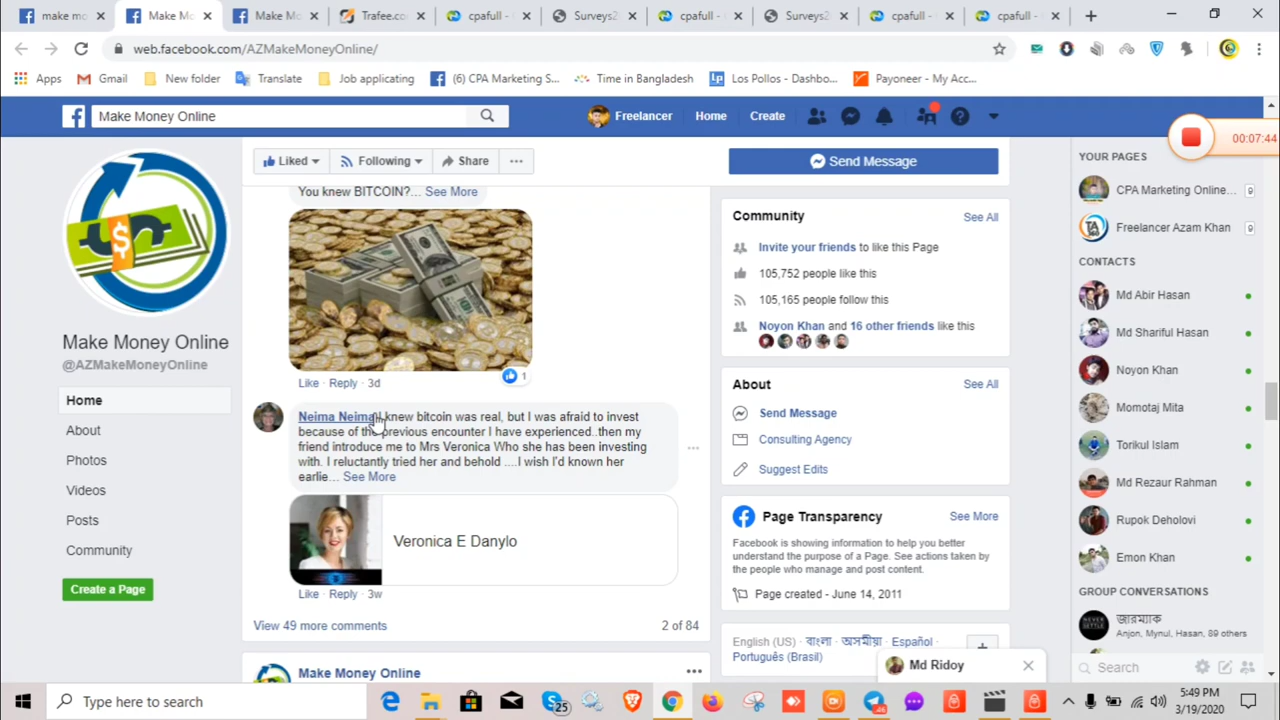 make mo
Make Mo
Make Mo
Trafee.co
cpafull -
Surveys2
cpafull -
Surveys2
cpafull -
cpafull -
web.facebook.com/AZMakeMoneyOnline/
Apps
Gmail
New folder
Translate
Job applicating
(6) CPA Marketing S...
Time in Bangladesh
Los Pollos - Dashbo...
Payoneer - My Acc...
Make Money Online
Freelancer
Home
Create
00:07:44
Liked
Following
Share
Send Message
Make Money Online
@AZMakeMoneyOnline
Home
About
Photos
Videos
Posts
Community
Create a Page
You knew BITCOIN?... See More
Like · Reply · 3d
1
Neima Neima I knew bitcoin was real, but I was afraid to invest
because of the previous encounter I have experienced..then my
friend introduce me to Mrs Veronica Who she has been investing
with. I reluctantly tried her and behold ....I wish I'd known her
earlie... See More
Veronica E Danylo
Like · Reply · 3w
View 49 more comments
2 of 84
Make Money Online
Community
See All
Invite your friends to like this Page
105,752 people like this
105,165 people follow this
Noyon Khan and 16 other friends like this
About
See All
Send Message
Consulting Agency
Suggest Edits
Page Transparency
See More
Facebook is showing information to help you better
understand the purpose of a Page. See actions taken by
the people who manage and post content.
Page created - June 14, 2011
English (US) · বাংলা · অসমীয়া · Español ·
Português (Brasil)
Md Ridoy
YOUR PAGES
CPA Marketing Online...
9
Freelancer Azam Khan
9
CONTACTS
Md Abir Hasan
Md Shariful Hasan
Noyon Khan
Momotaj Mita
Torikul Islam
Md Rezaur Rahman
Rupok Deholovi
Emon Khan
GROUP CONVERSATIONS
NEVER
SETTLE
জারম্যাক
Anjon, Mynul, Hasan, 89 others
Search
Type here to search
25
5:49 PM
3/19/2020